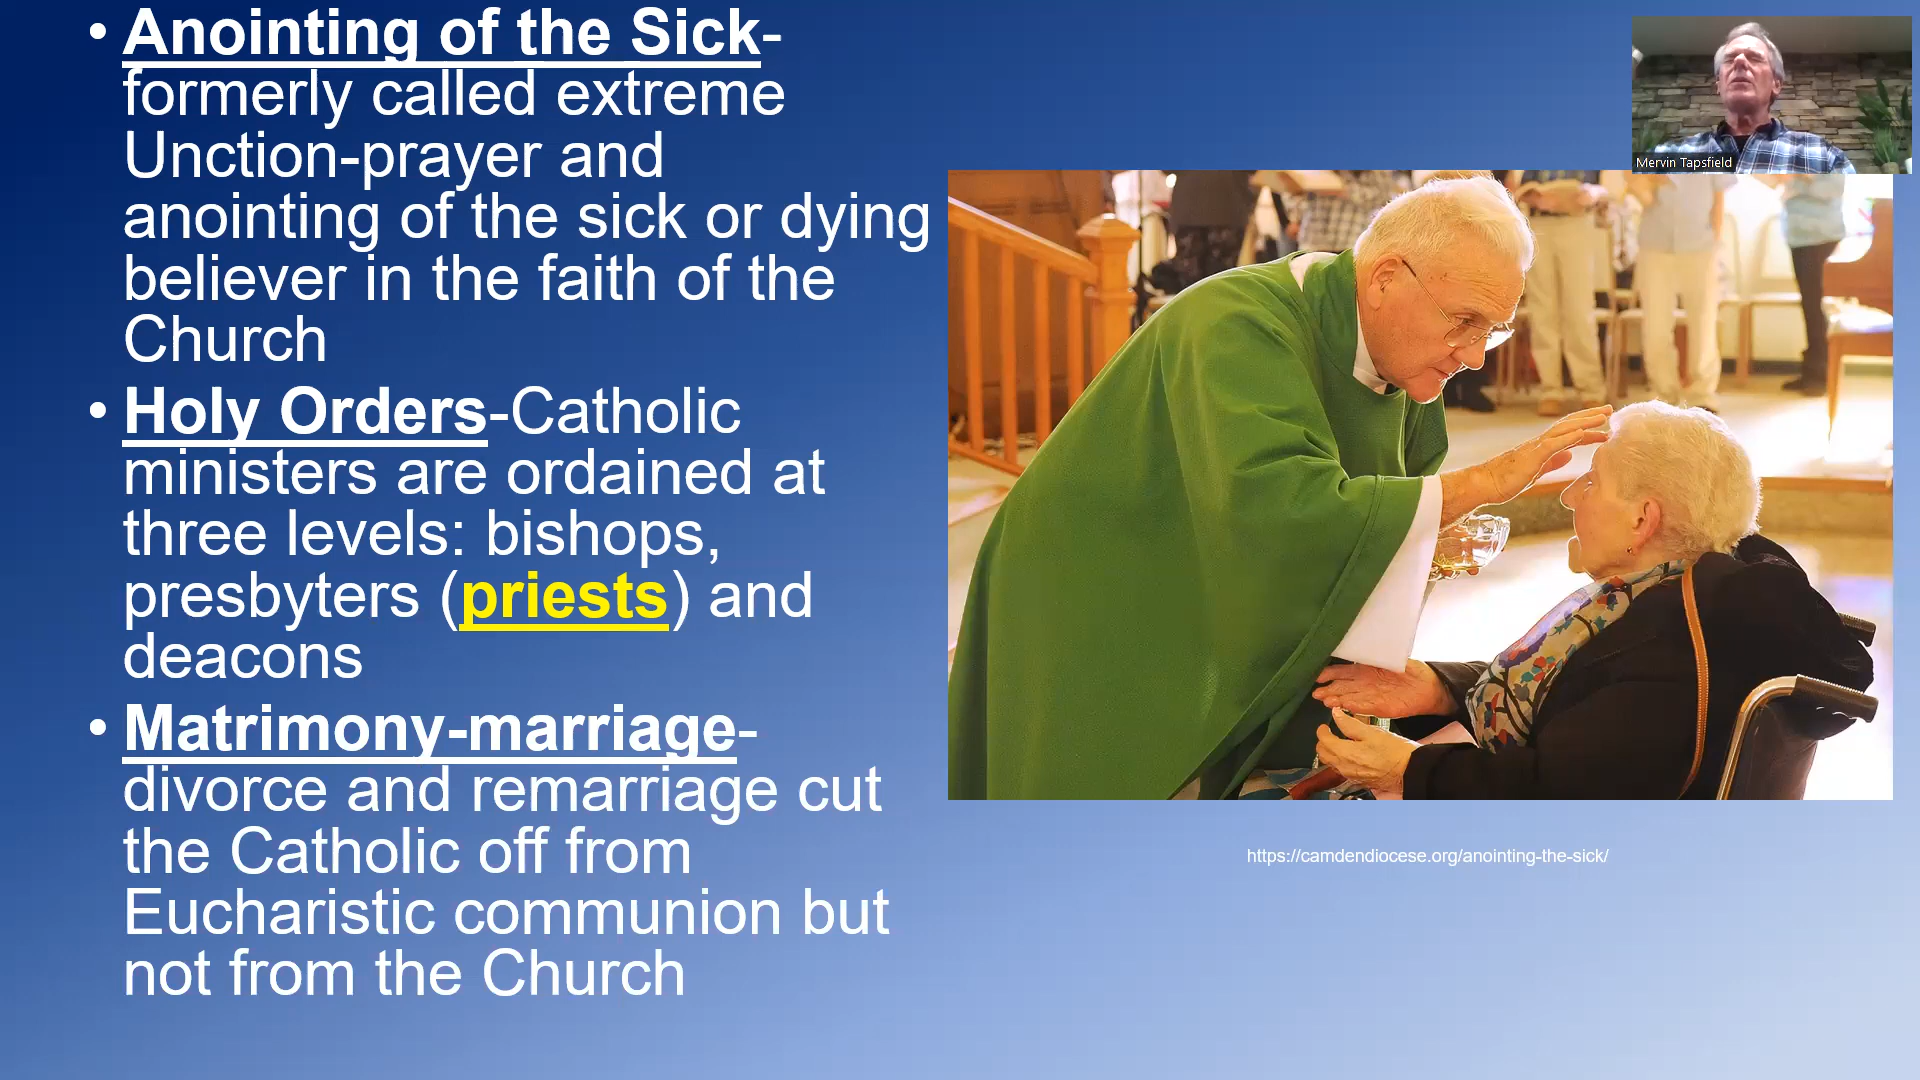 • Anointing of the Sick-
formerly called extreme
Unction-prayer and
anointing of the sick or dying
believer in the faith of the
Church
• Holy Orders-Catholic
ministers are ordained at
three levels: bishops,
presbyters (priests) and
deacons
• Matrimony-marriage-
divorce and remarriage cut
the Catholic off from
Eucharistic communion but
not from the Church
Mervin Tapsfield
https://camdendiocese.org/anointing-the-sick/